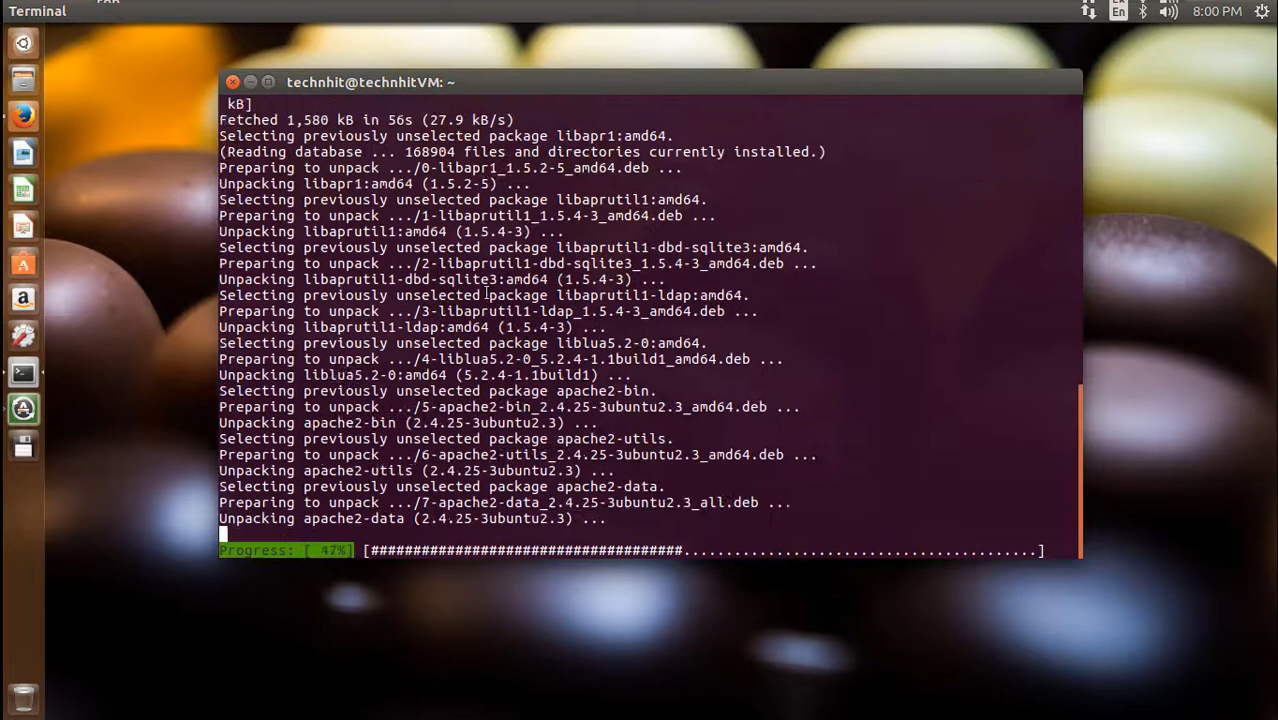 Terminal
En
8:00 PM
technhit@technhitVM: ~
kB]
Fetched 1,580 kB in 56s (27.9 kB/s)
Selecting previously unselected package libapr1:amd64.
(Reading database ... 168904 files and directories currently installed.)
Preparing to unpack .../0-libapr1_1.5.2-5_amd64.deb ...
Unpacking libapr1:amd64 (1.5.2-5) ...
Selecting previously unselected package libaprutil1:amd64.
Preparing to unpack .../1-libaprutil1_1.5.4-3_amd64.deb ...
Unpacking libaprutil1:amd64 (1.5.4-3) ...
Selecting previously unselected package libaprutil1-dbd-sqlite3:amd64.
Preparing to unpack .../2-libaprutil1-dbd-sqlite3_1.5.4-3_amd64.deb ...
Unpacking libaprutil1-dbd-sqlite3:amd64 (1.5.4-3) ...
Selecting previously unselected package libaprutil1-ldap:amd64.
Preparing to unpack .../3-libaprutil1-ldap_1.5.4-3_amd64.deb ...
Unpacking libaprutil1-ldap:amd64 (1.5.4-3) ...
Selecting previously unselected package liblua5.2-0:amd64.
Preparing to unpack .../4-liblua5.2-0_5.2.4-1.1build1_amd64.deb ...
Unpacking liblua5.2-0:amd64 (5.2.4-1.1build1) ...
Selecting previously unselected package apache2-bin.
Preparing to unpack .../5-apache2-bin_2.4.25-3ubuntu2.3_amd64.deb ...
Unpacking apache2-bin (2.4.25-3ubuntu2.3) ...
Selecting previously unselected package apache2-utils.
Preparing to unpack .../6-apache2-utils_2.4.25-3ubuntu2.3_amd64.deb ...
Unpacking apache2-utils (2.4.25-3ubuntu2.3) ...
Selecting previously unselected package apache2-data.
Preparing to unpack .../7-apache2-data_2.4.25-3ubuntu2.3_all.deb ...
Unpacking apache2-data (2.4.25-3ubuntu2.3) ...
Progress: [ 47%] [#####################################..........................................]